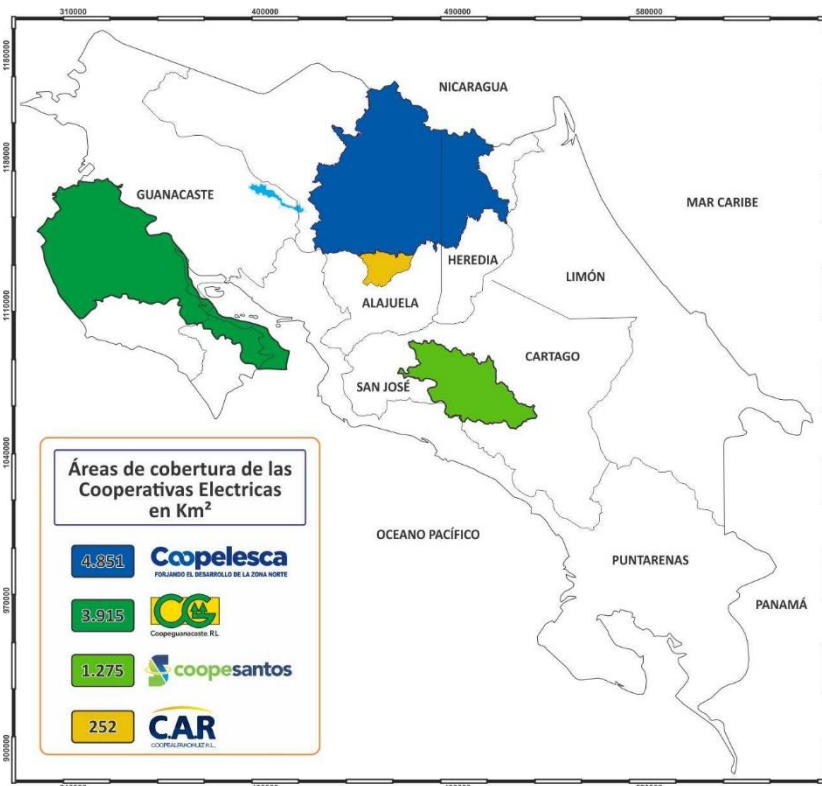 310000
400000
490000
580000
1180000
1180000
1110000
1040000
970000
900000
NICARAGUA
GUANACASTE
MAR CARIBE
HEREDIA
LIMÓN
ALAJUELA
CARTAGO
SAN JOSÉ
OCEANO PACÍFICO
PUNTARENAS
PANAMÁ
Áreas de cobertura de las
Cooperativas Electricas
en Km²
4.851
Coopelesca
FORJANDO EL DESARROLLO DE LA ZONA NORTE
3.915
CG
Coopeguanacaste. R.L
1.275
coopesantos
252
C.A.R